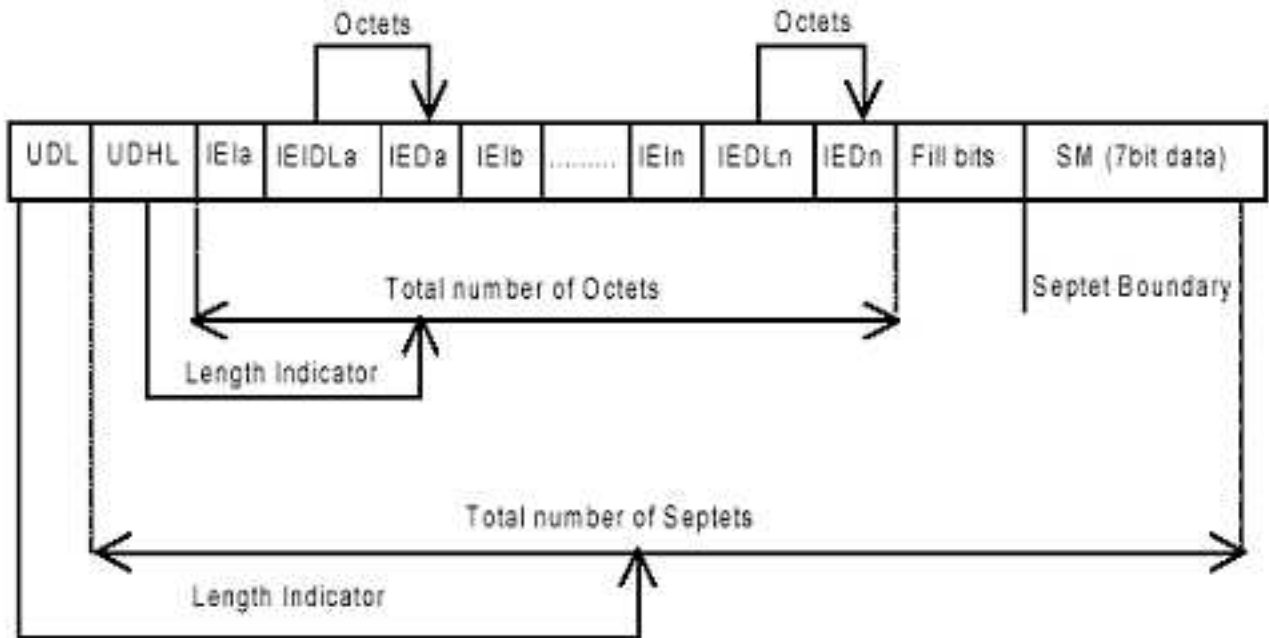 Octets Octets
UDL UDHL IEIa IEIDLa IEDa IEIb ......... IEIn IEDLn IEDn Fill bits SM (7bit data)
Total number of Octets Septet Boundary
Length Indicator
Total number of Septets
Length Indicator